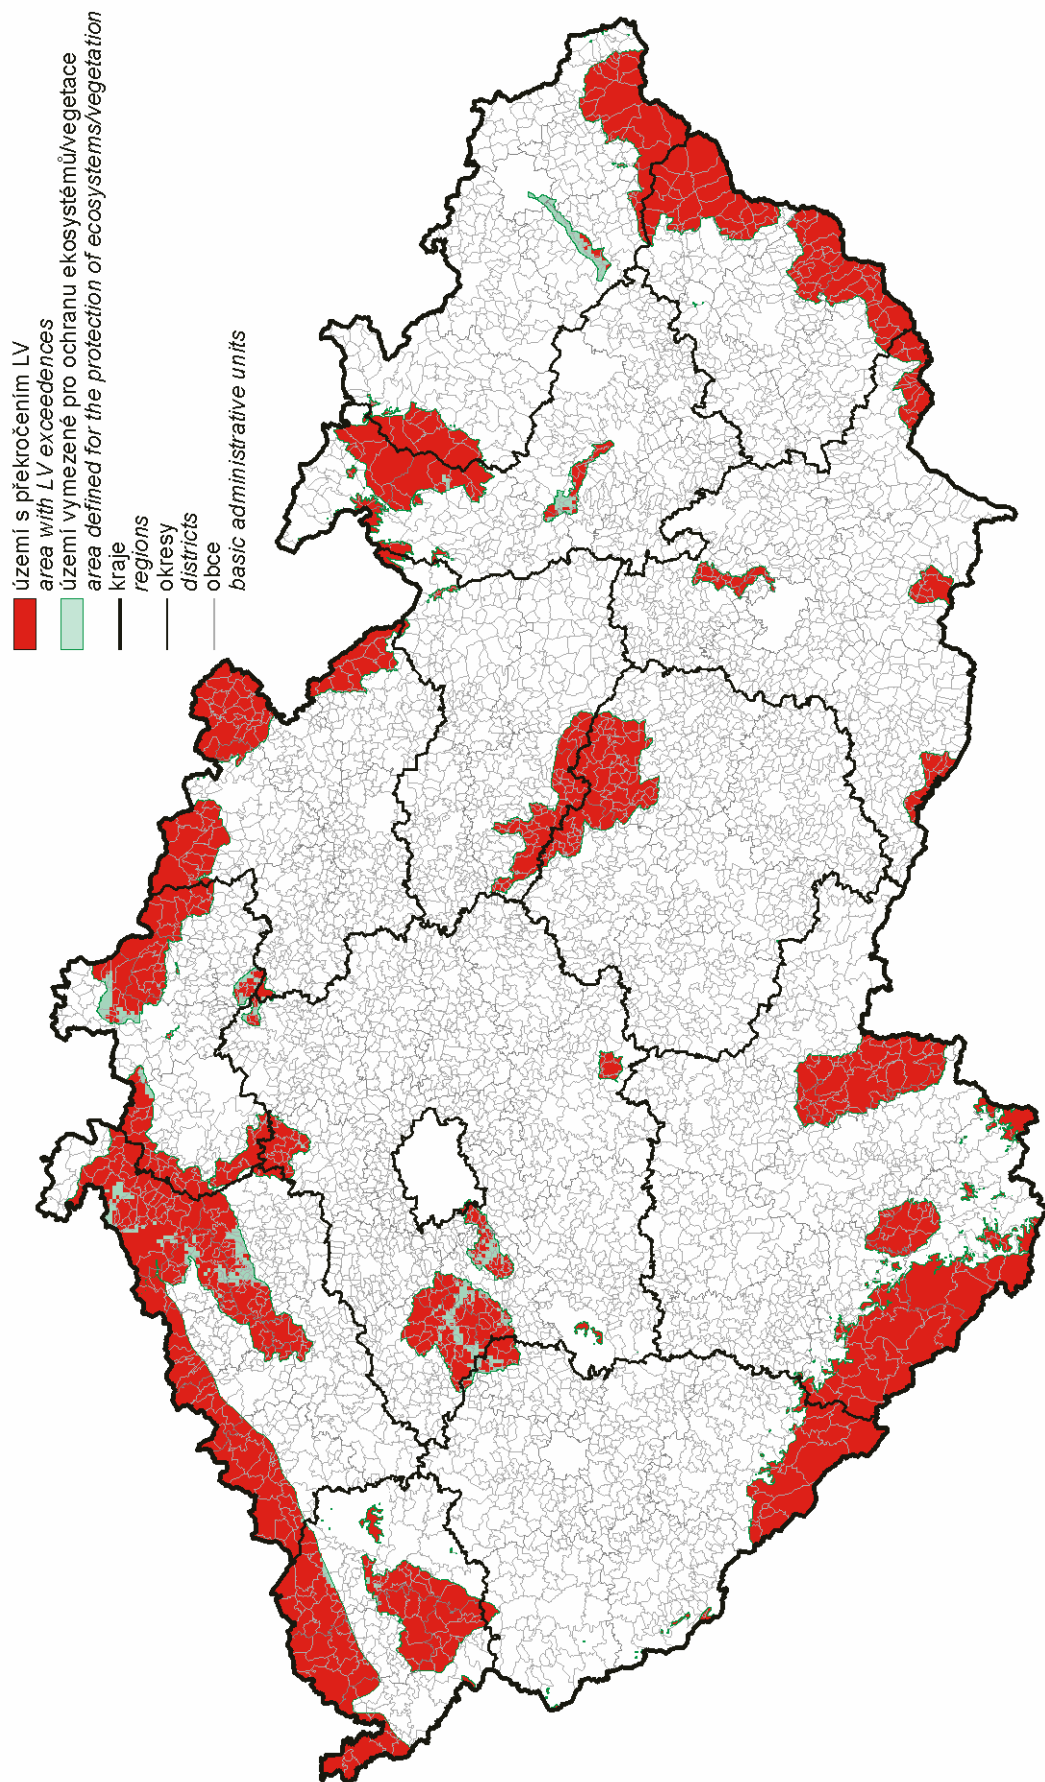 území s překročením LV
area with LV exceedences
území vymezené pro ochranu ekosystémů/vegetace
area defined for the protection of ecosystems/vegetation
kraje
regions
okresy
districts
obce
basic administrative units